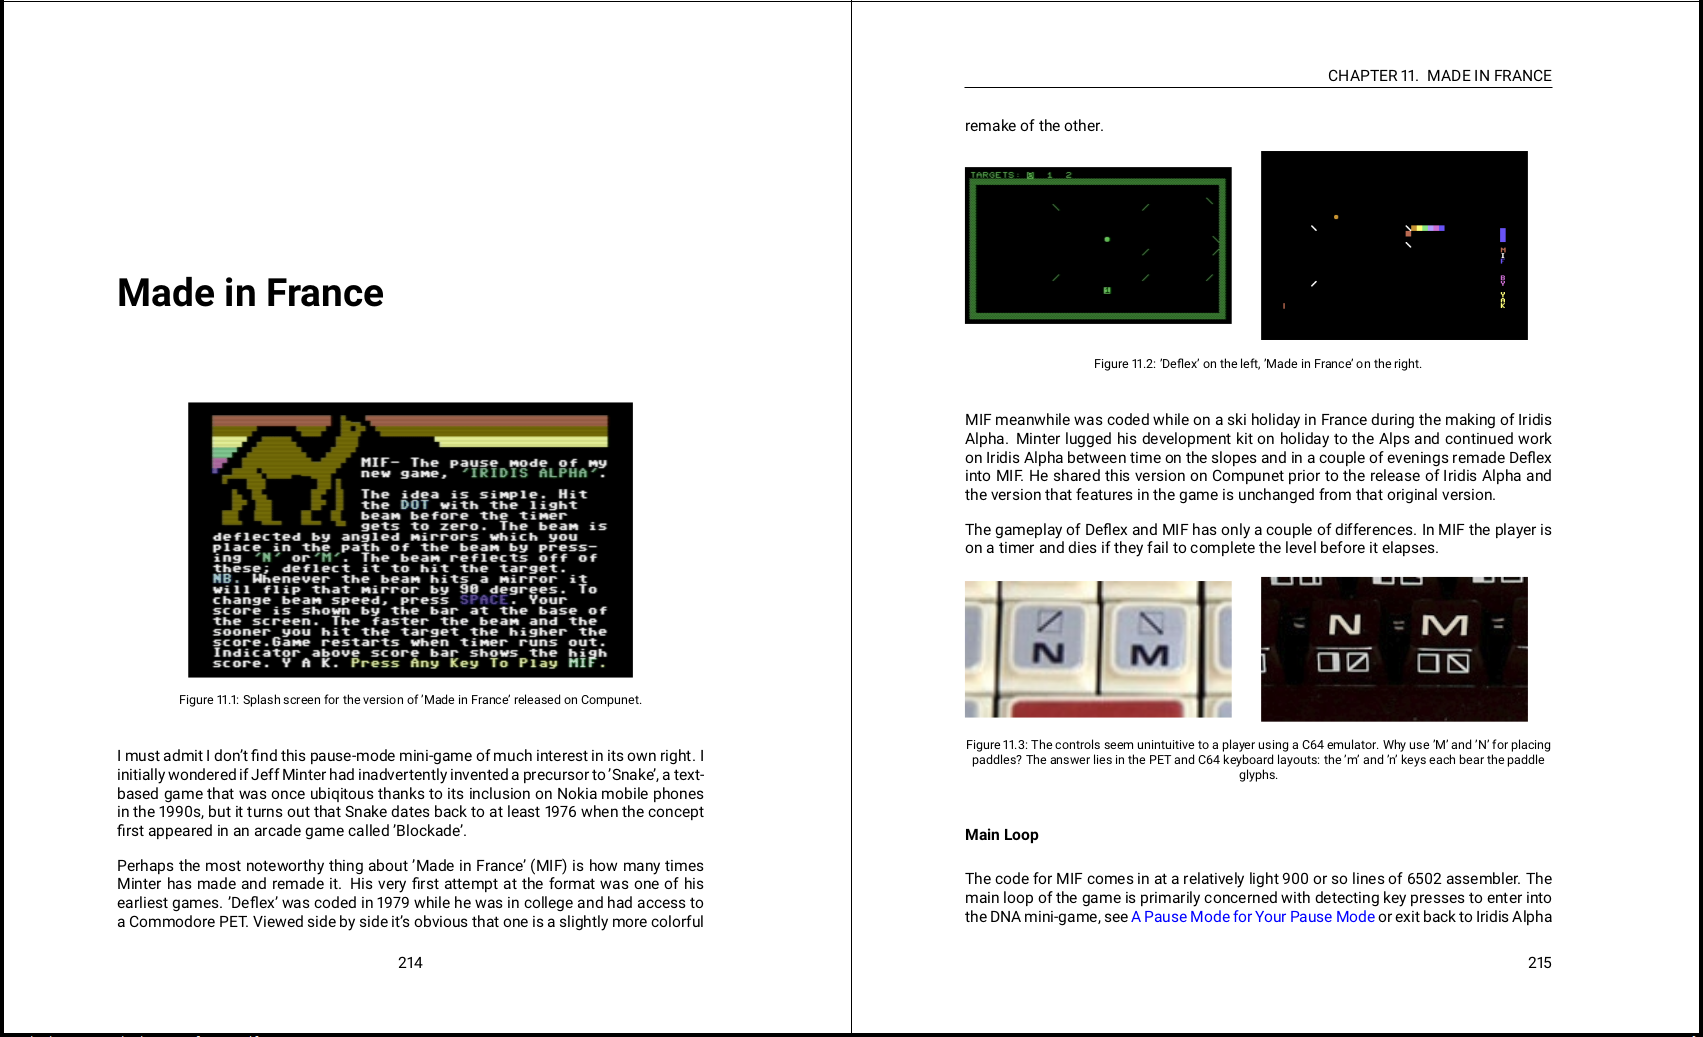 Made in France
MIF- The pause mode of my
new game, 'IRIDIS ALPHA'.
The idea is simple. Hit
the DOT with the light
beam before the timer
gets to zero. The beam is
deflected by angled mirrors which you
place in the path of the beam by press-
ing 'N' or'M'. The beam reflects off of
these; deflect it to hit the target.
NB. Whenever the beam hits a mirror it
will flip that mirror by 90 degrees. To
change beam speed, press SPACE. Your
score is shown by the bar at the base of
the screen. The faster the beam and the
sooner you hit the target the higher the
score.Game restarts when timer runs out.
Indicator above score bar shows the high
score. Y A K. Press Any Key To Play MIF.
Figure 11.1: Splash screen for the version of ’Made in France’ released on Compunet.
I must admit I don’t find this pause-mode mini-game of much interest in its own right. I
initially wondered if Jeff Minter had inadvertently invented a precursor to ’Snake’, a text-
based game that was once ubiqitous thanks to its inclusion on Nokia mobile phones
in the 1990s, but it turns out that Snake dates back to at least 1976 when the concept
first appeared in an arcade game called ’Blockade’.
Perhaps the most noteworthy thing about ’Made in France’ (MIF) is how many times
Minter has made and remade it. His very first attempt at the format was one of his
earliest games. ’Deflex’ was coded in 1979 while he was in college and had access to
a Commodore PET. Viewed side by side it’s obvious that one is a slightly more colorful
214
CHAPTER 11. MADE IN FRANCE
remake of the other.
TARGETS: 1 2
MIF BY YAK
Figure 11.2: ’Deflex’ on the left, ’Made in France’ on the right.
MIF meanwhile was coded while on a ski holiday in France during the making of Iridis
Alpha. Minter lugged his development kit on holiday to the Alps and continued work
on Iridis Alpha between time on the slopes and in a couple of evenings remade Deflex
into MIF. He shared this version on Compunet prior to the release of Iridis Alpha and
the version that features in the game is unchanged from that original version.
The gameplay of Deflex and MIF has only a couple of differences. In MIF the player is
on a timer and dies if they fail to complete the level before it elapses.
N M
N M
Figure 11.3: The controls seem unintuitive to a player using a C64 emulator. Why use ’M’ and ’N’ for placing
paddles? The answer lies in the PET and C64 keyboard layouts: the ’m’ and ’n’ keys each bear the paddle
glyphs.
Main Loop
The code for MIF comes in at a relatively light 900 or so lines of 6502 assembler. The
main loop of the game is primarily concerned with detecting key presses to enter into
the DNA mini-game, see A Pause Mode for Your Pause Mode or exit back to Iridis Alpha
215